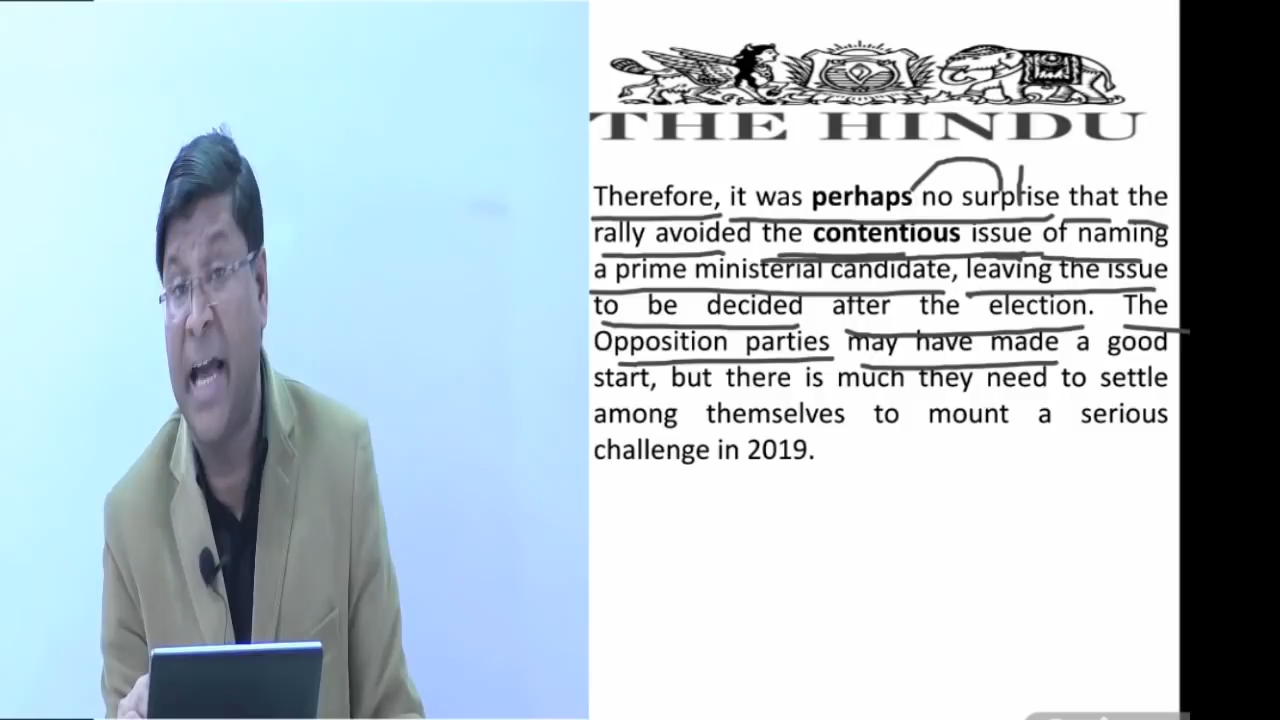 THE HINDU
Therefore, it was perhaps no surprise that the
rally avoided the contentious issue of naming
a prime ministerial candidate, leaving the issue
to be decided after the election. The
Opposition parties may have made a good
start, but there is much they need to settle
among themselves to mount a serious
challenge in 2019.